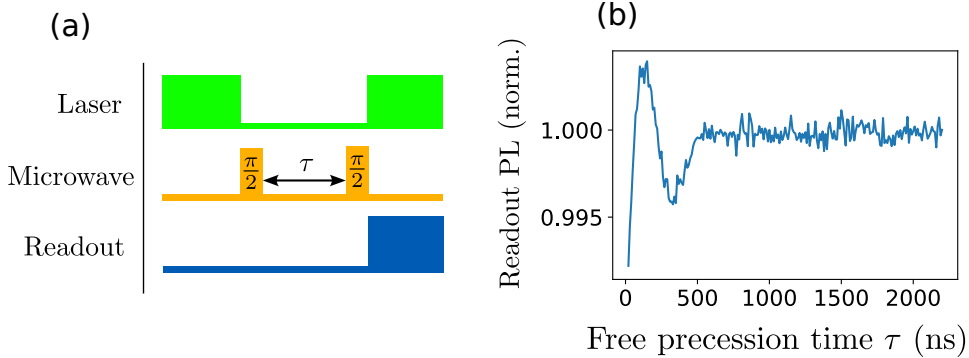 (a)
Laser
Microwave
π/2
τ
π/2
Readout
(b)
Readout PL (norm.)
1.000
0.995
0
500
1000
1500
2000
Free precession time τ (ns)